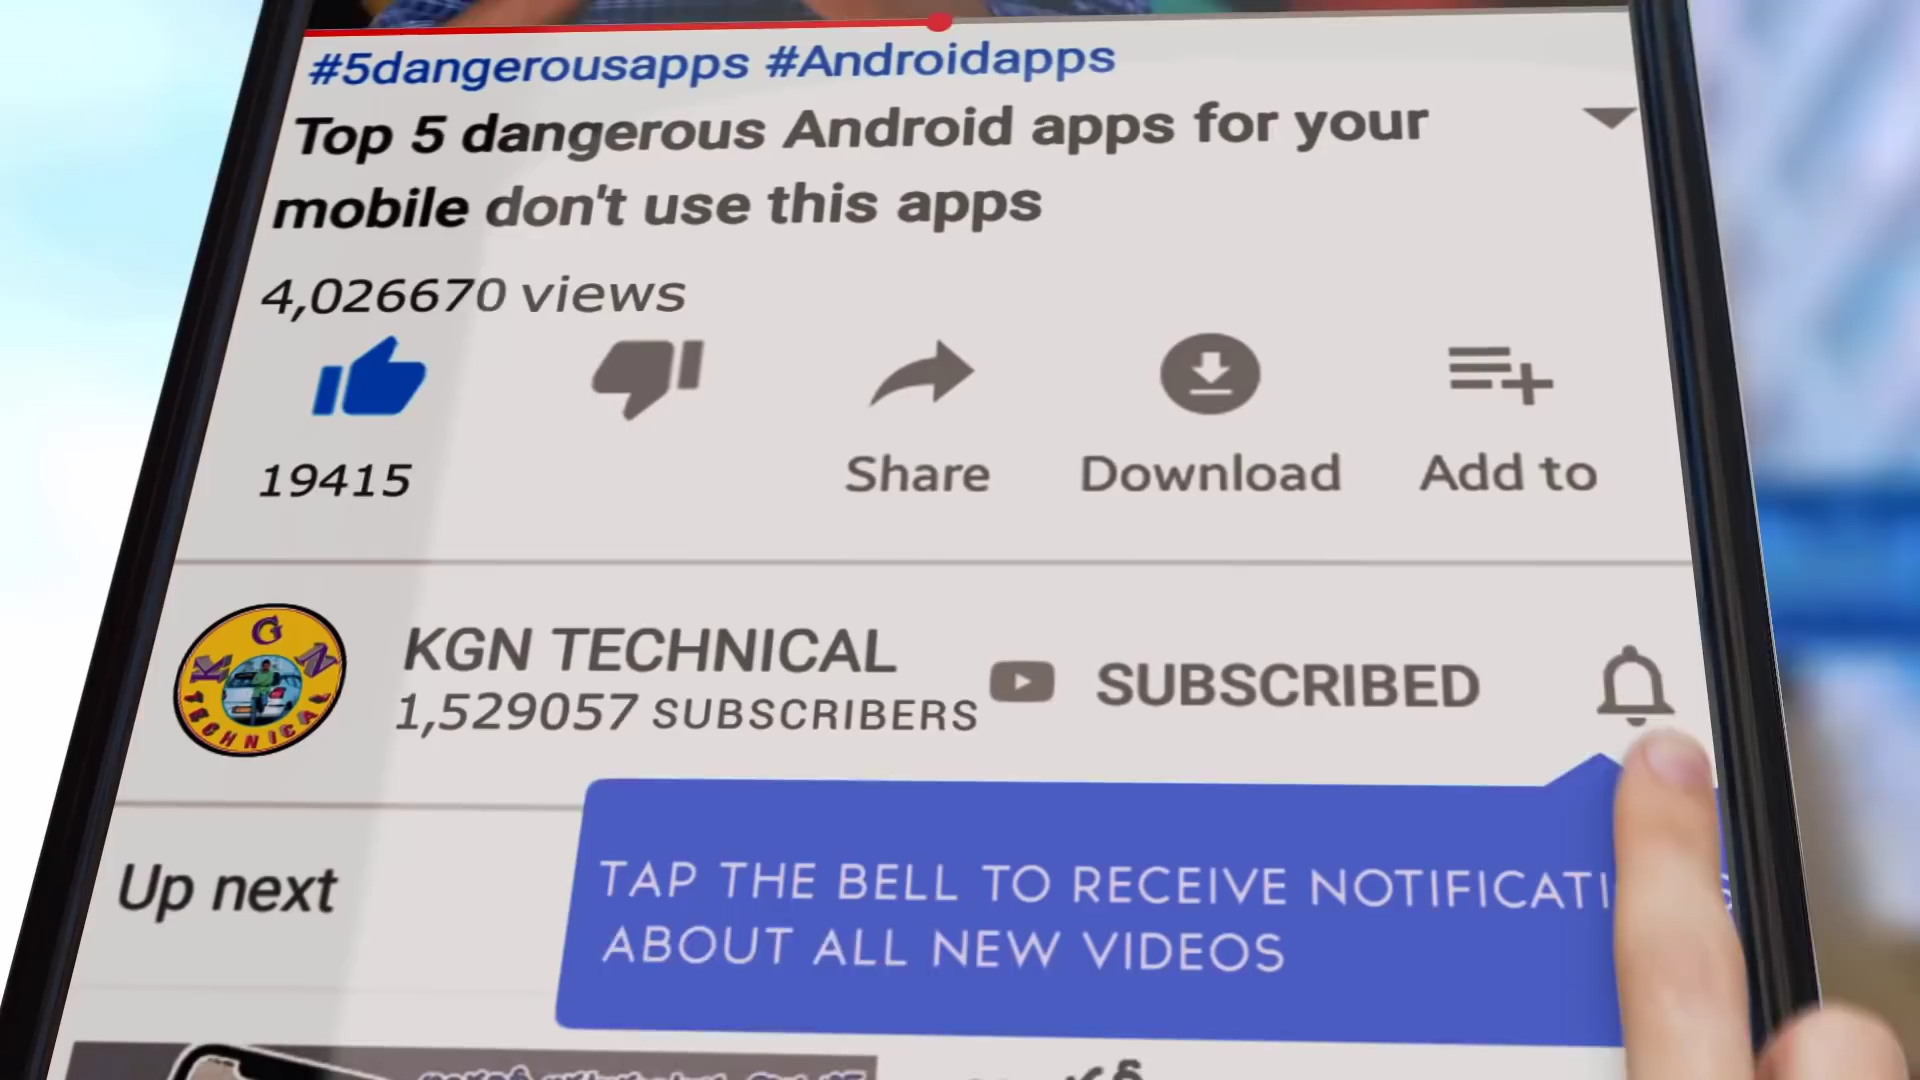 #5dangerousapps #Androidapps
Top 5 dangerous Android apps for your
mobile don't use this apps
4,026670 views
19415
Share
Download
Add to
KGN TECHNICAL
KGN TECHNICAL
1,529057 SUBSCRIBERS
SUBSCRIBED
TAP THE BELL TO RECEIVE
ABOUT ALL NEW VIDEOS
Up next